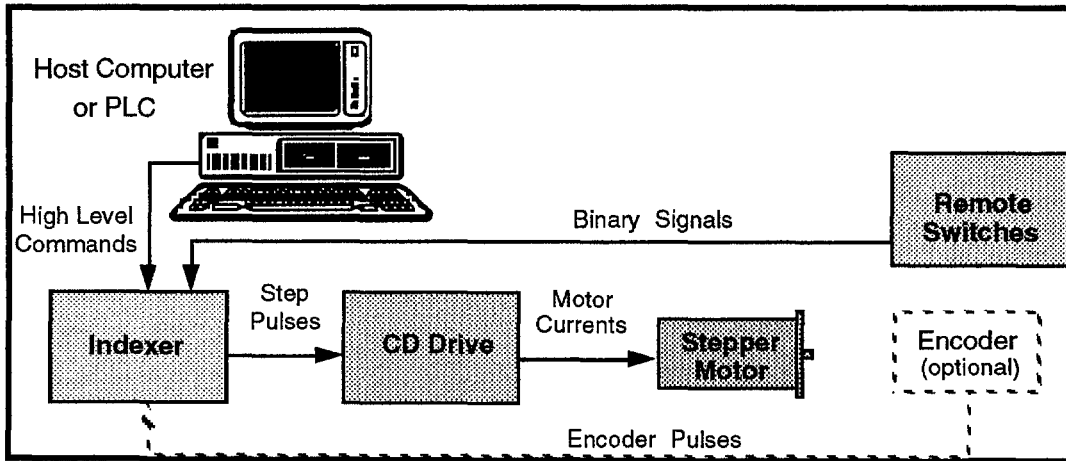 Host Computer
or PLC
High Level
Commands
Binary Signals
Remote
Switches
Indexer
Step
Pulses
CD Drive
Motor
Currents
Stepper
Motor
Encoder
(optional)
Encoder Pulses